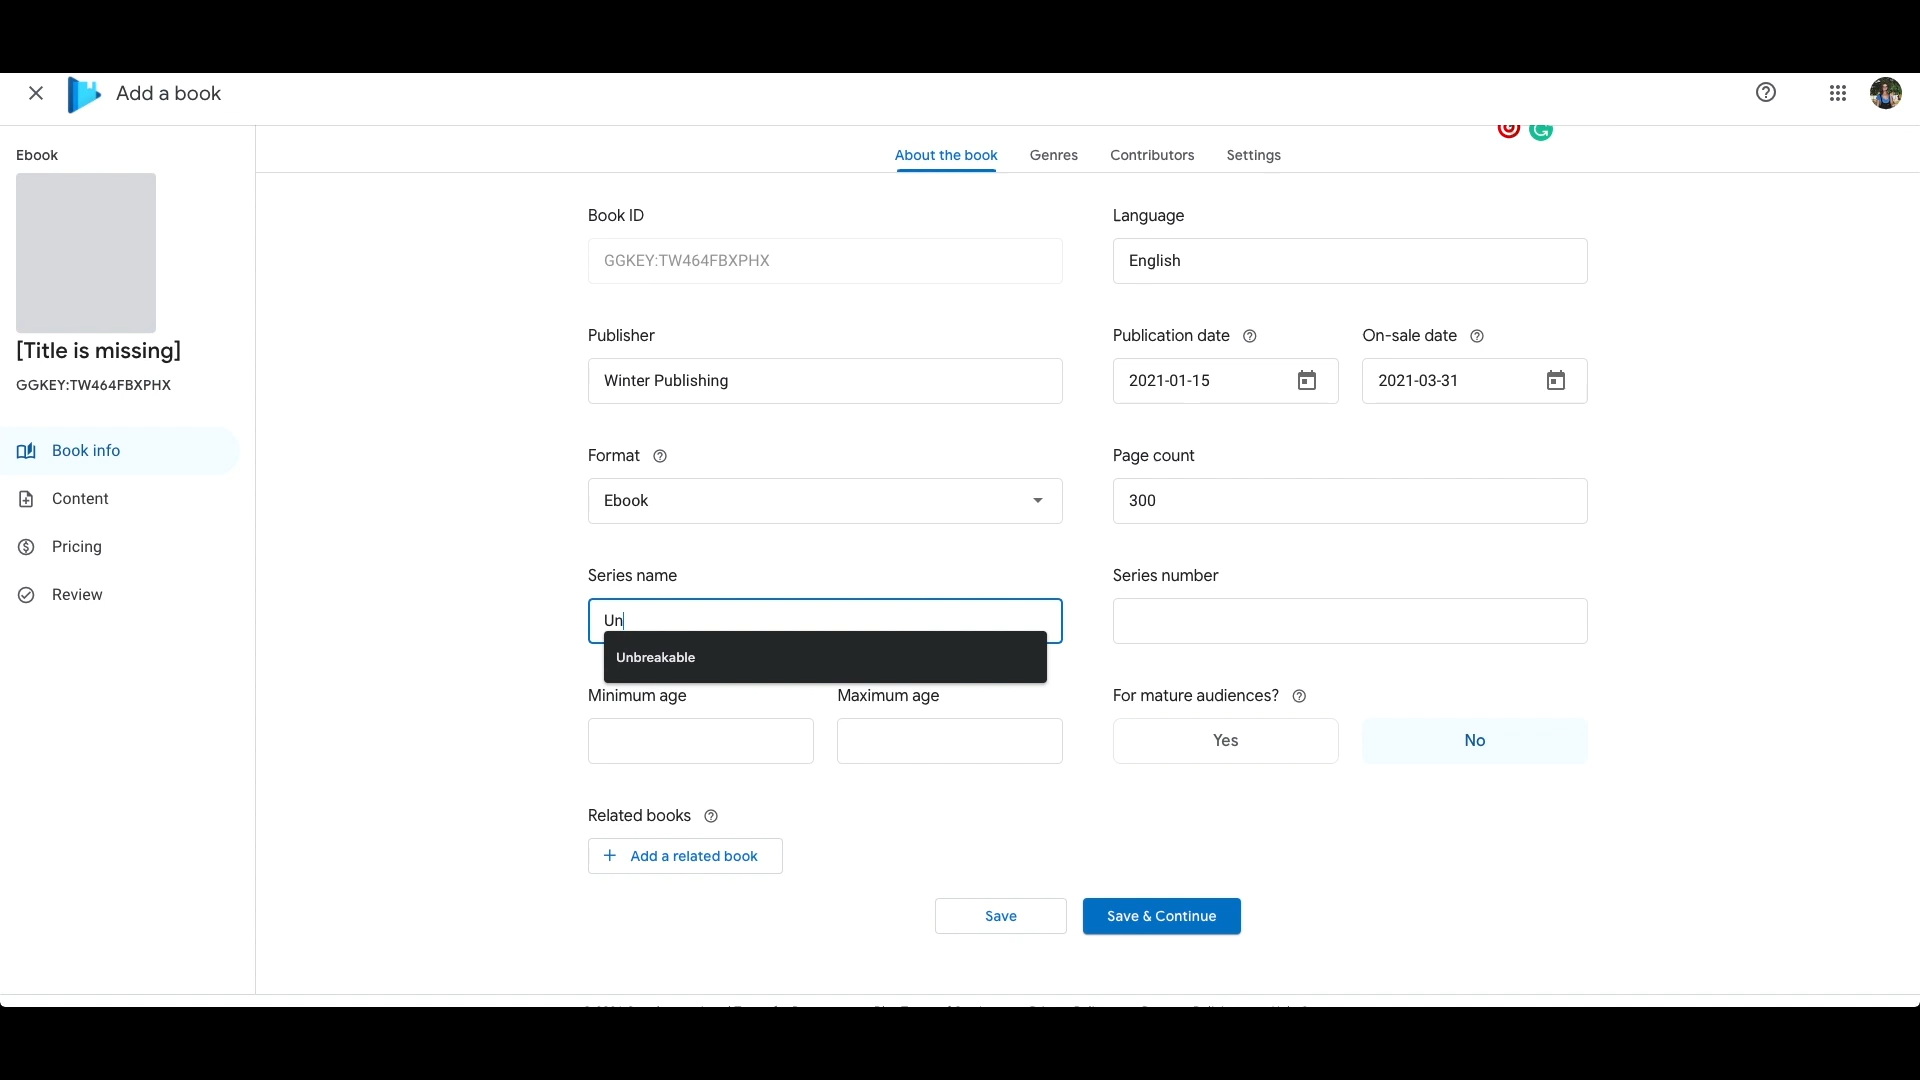 Add a book
Ebook
[Title is missing]
GGKEY:TW464FBXPHX
Book info
Content
Pricing
Review
About the book
Genres
Contributors
Settings
Book ID
Language
GGKEY:TW464FBXPHX
English
Publisher
Publication date
On-sale date
Winter Publishing
2021-01-15
2021-03-31
Format
Page count
Ebook
300
Series name
Series number
Un
Unbreakable
Minimum age
Maximum age
For mature audiences?
Yes
No
Related books
+ Add a related book
Save
Save & Continue